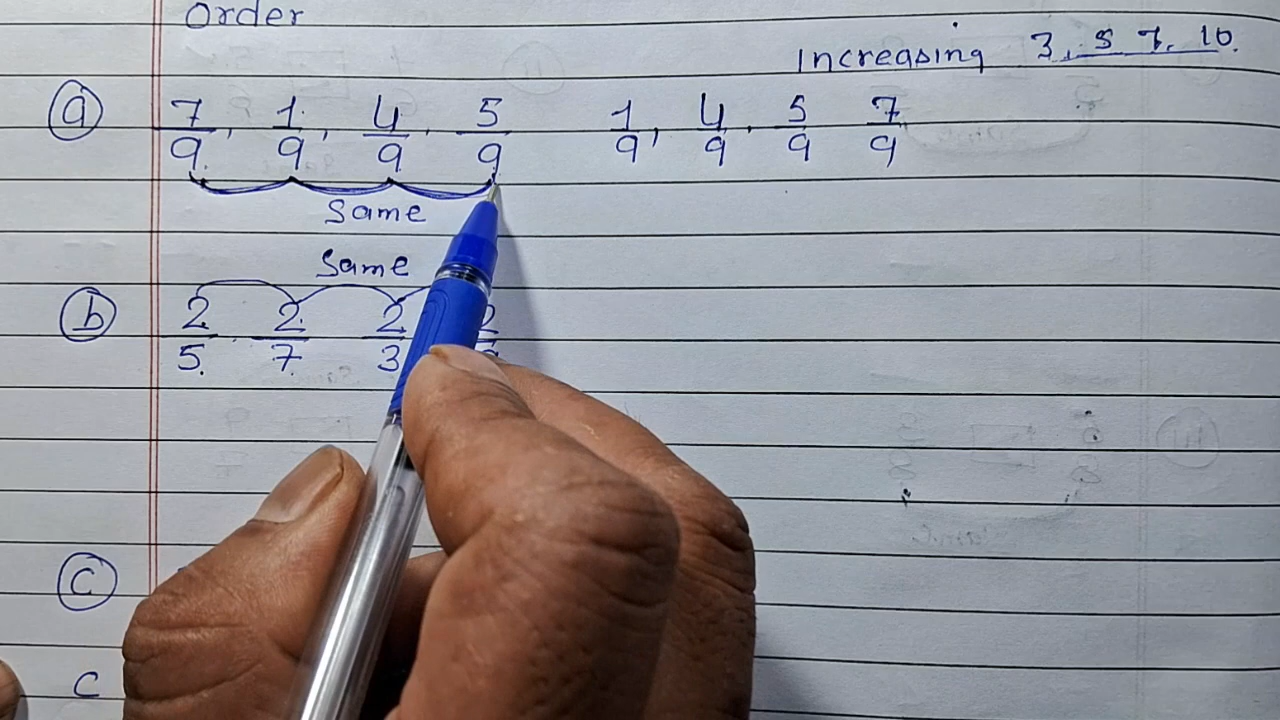 Order
Increasing 3, 5 7, 10.
(a) 7/9, 1/9, 4/9, 5/9 1/9, 4/9, 5/9 7/9
Same
Same
(b) 2/5 2/7 2/3 2
(c)
C